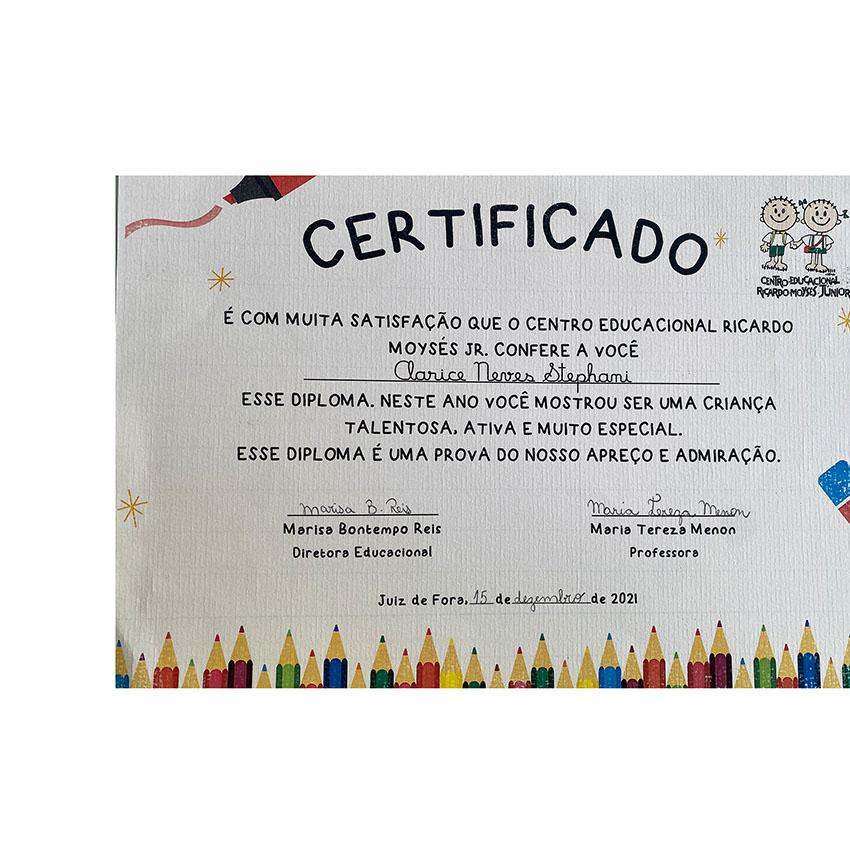 CERTIFICADO
CENTRO EDUCACIONAL
RICARDO MOYSÉS JÚNIOR
É COM MUITA SATISFAÇÃO QUE O CENTRO EDUCACIONAL RICARDO
MOYSÉS JR. CONFERE A VOCÊ
Clarice Neves Stephani
ESSE DIPLOMA. NESTE ANO VOCÊ MOSTROU SER UMA CRIANÇA
TALENTOSA, ATIVA E MUITO ESPECIAL.
ESSE DIPLOMA É UMA PROVA DO NOSSO APREÇO E ADMIRAÇÃO.
Marisa B. Reis Maria Tereza Menon
Marisa Bontempo Reis Maria Tereza Menon
Diretora Educacional Professora
Juiz de Fora, 15 de dezembro de 2021